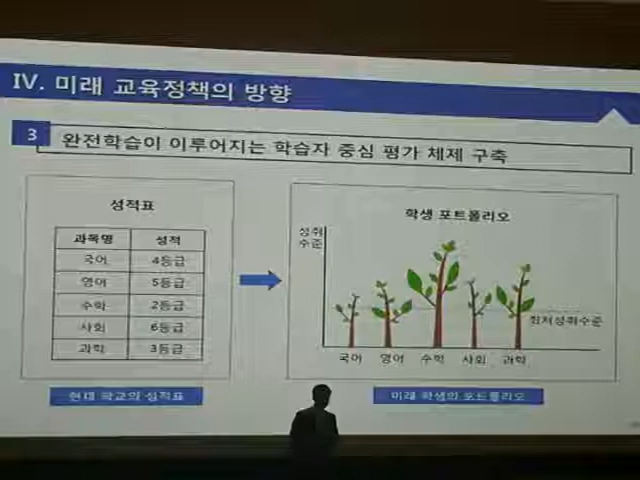 IV. 미래 교육정책의 방향
3
완전학습이 이루어지는 학습자 중심 평가 체제 구축
성적표
과목명 성적
국어 4등급
영어 5등급
수학 2등급
사회 6등급
과학 3등급
현대 학교의 성적표
학생 포트폴리오
성취
수준
최저성취수준
국어 영어 수학 사회 과학
미래 학생의 포트폴리오